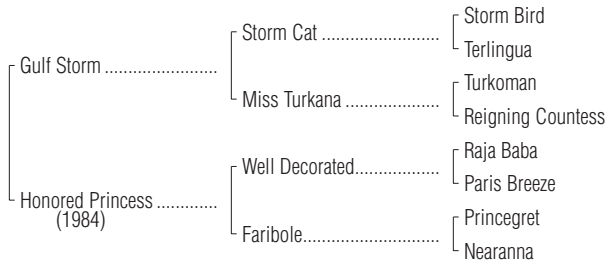 Storm Bird
Storm Cat ........................
Terlingua
Gulf Storm .......................
Turkoman
Miss Turkana ...................
Reigning Countess
Raja Baba
Well Decorated.................
Paris Breeze
Honored Princess ............
(1984)
Princegret
Faribole............................
Nearanna